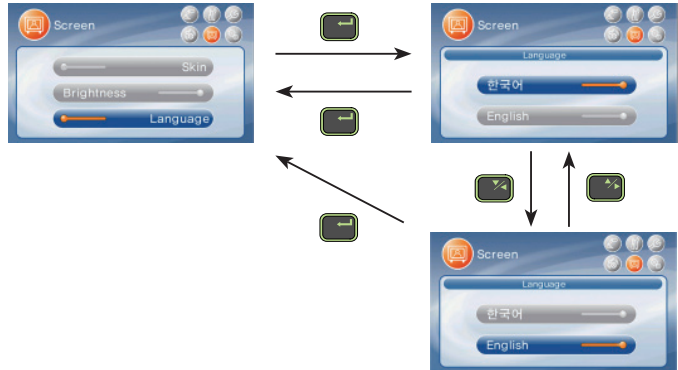 Screen
Skin
Brightness
Language
Screen
Language
한국어
English
Screen
Language
한국어
English